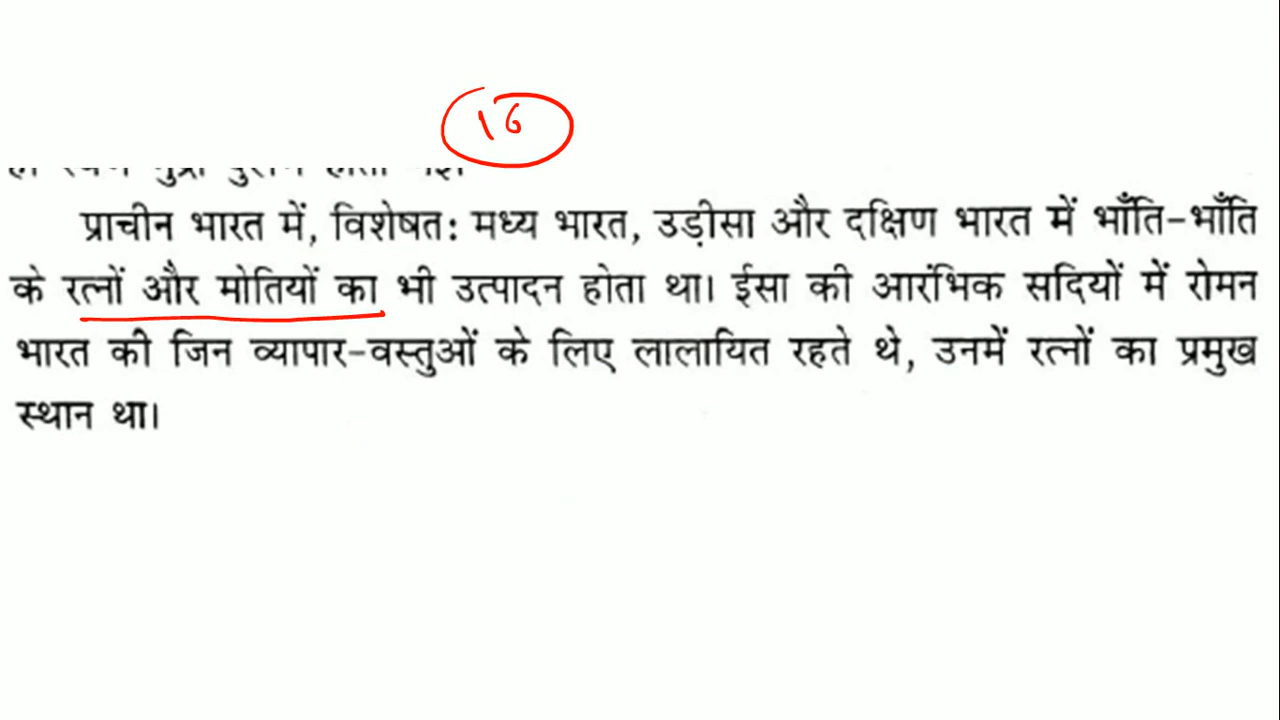 16
प्राचीन भारत में, विशेषत: मध्य भारत, उड़ीसा और दक्षिण भारत में भाँति-भाँति
के रत्नों और मोतियों का भी उत्पादन होता था। ईसा की आरंभिक सदियों में रोमन
भारत की जिन व्यापार-वस्तुओं के लिए लालायित रहते थे, उनमें रत्नों का प्रमुख
स्थान था।